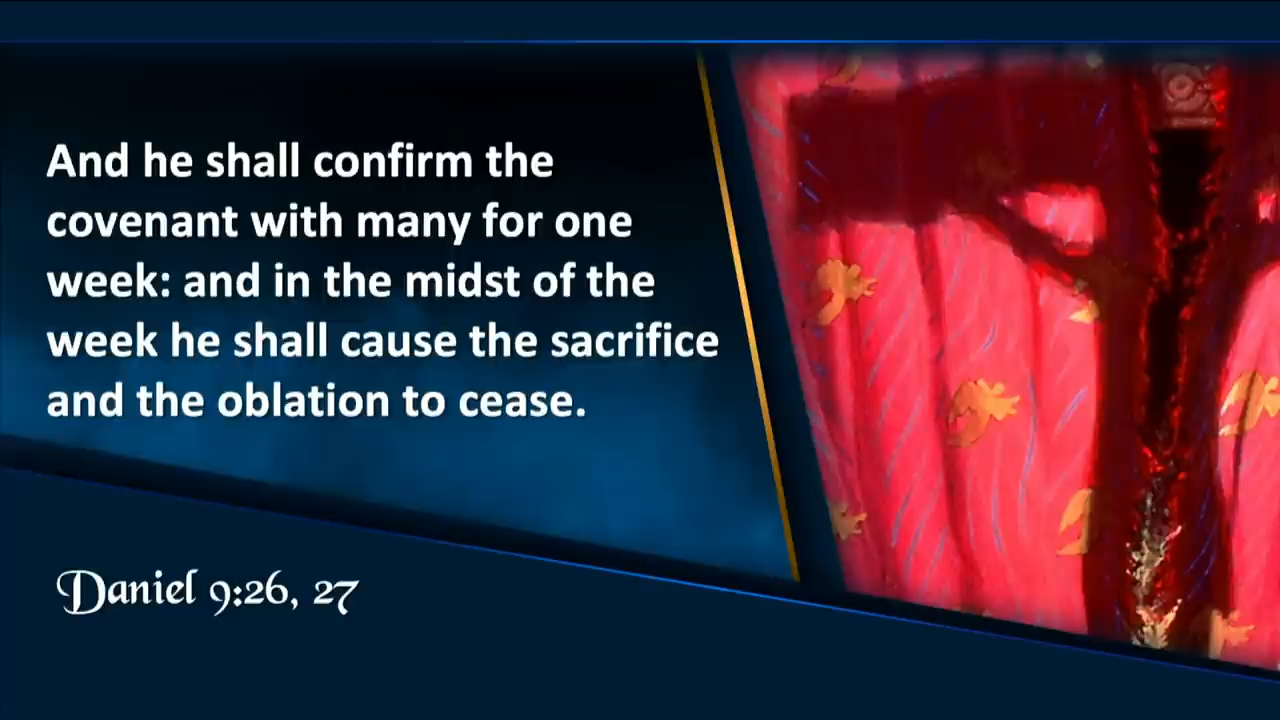 And he shall confirm the
covenant with many for one
week: and in the midst of the
week he shall cause the sacrifice
and the oblation to cease.
Daniel 9:26, 27